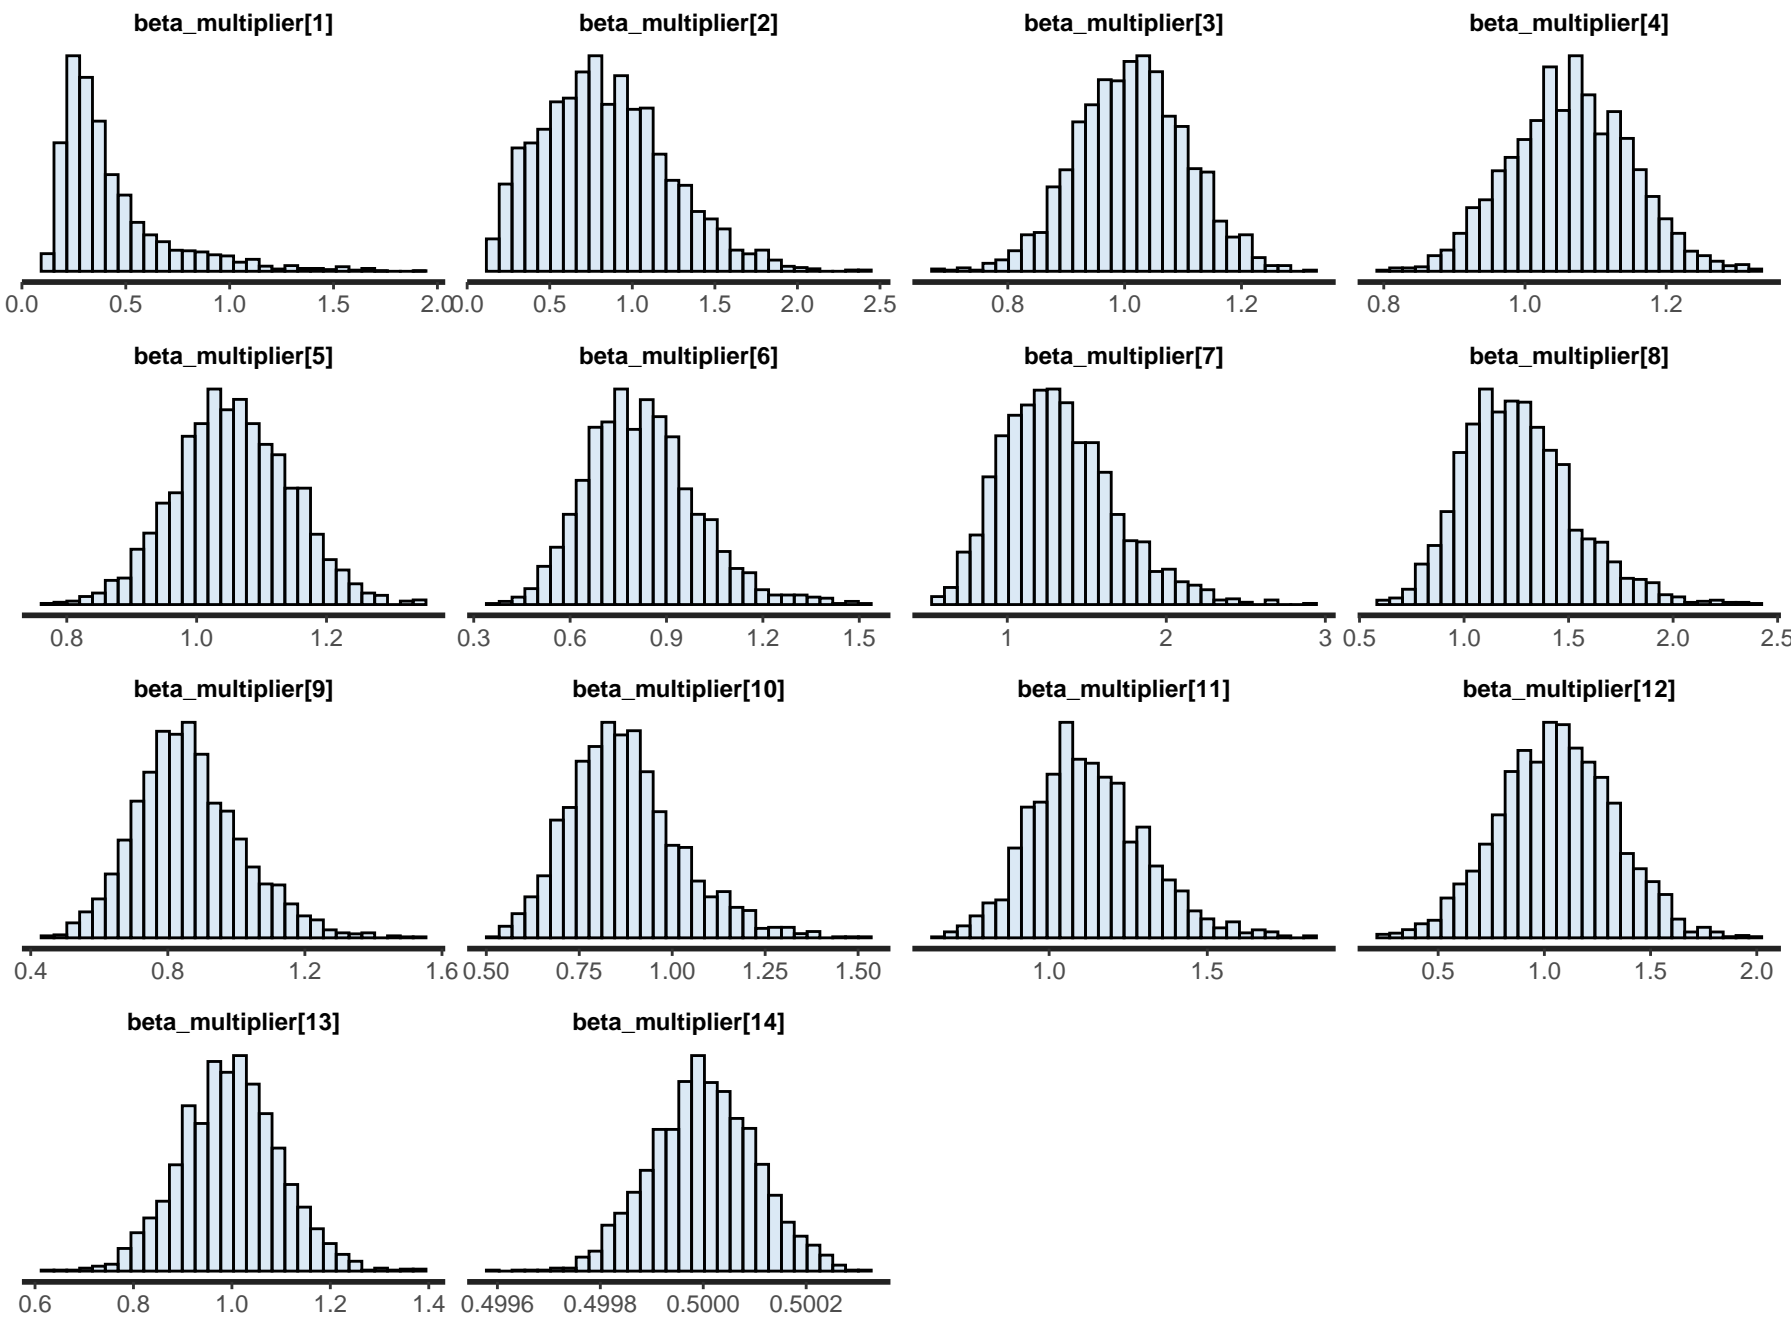 beta_multiplier[1] beta_multiplier[2] beta_multiplier[3] beta_multiplier[4]
0.0 0.5 1.0 1.5 2.0 0.0 0.5 1.0 1.5 2.0 2.5 0.8 1.0 1.2 0.8 1.0 1.2
beta_multiplier[5] beta_multiplier[6] beta_multiplier[7] beta_multiplier[8]
0.8 1.0 1.2 0.3 0.6 0.9 1.2 1.5 1 2 3 0.5 1.0 1.5 2.0 2.5
beta_multiplier[9] beta_multiplier[10] beta_multiplier[11] beta_multiplier[12]
0.4 0.8 1.2 1.6 0.50 0.75 1.00 1.25 1.50 1.0 1.5 0.5 1.0 1.5 2.0
beta_multiplier[13] beta_multiplier[14]
0.6 0.8 1.0 1.2 1.4 0.4996 0.4998 0.5000 0.5002